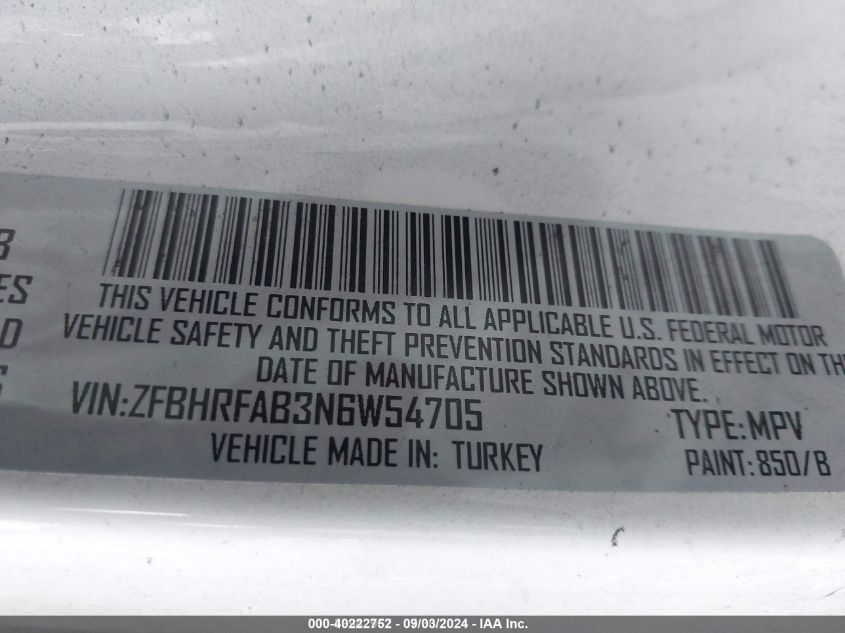 B
ES
D
S
THIS VEHICLE CONFORMS TO ALL APPLICABLE U.S. FEDERAL MOTOR
VEHICLE SAFETY AND THEFT PREVENTION STANDARDS IN EFFECT ON THE
DATE OF MANUFACTURE SHOWN ABOVE.
VIN:ZFBHRFAB3N6W54705 TYPE:MPV
VEHICLE MADE IN: TURKEY PAINT:850/B
000-40222752 - 09/03/2024 - IAA Inc.